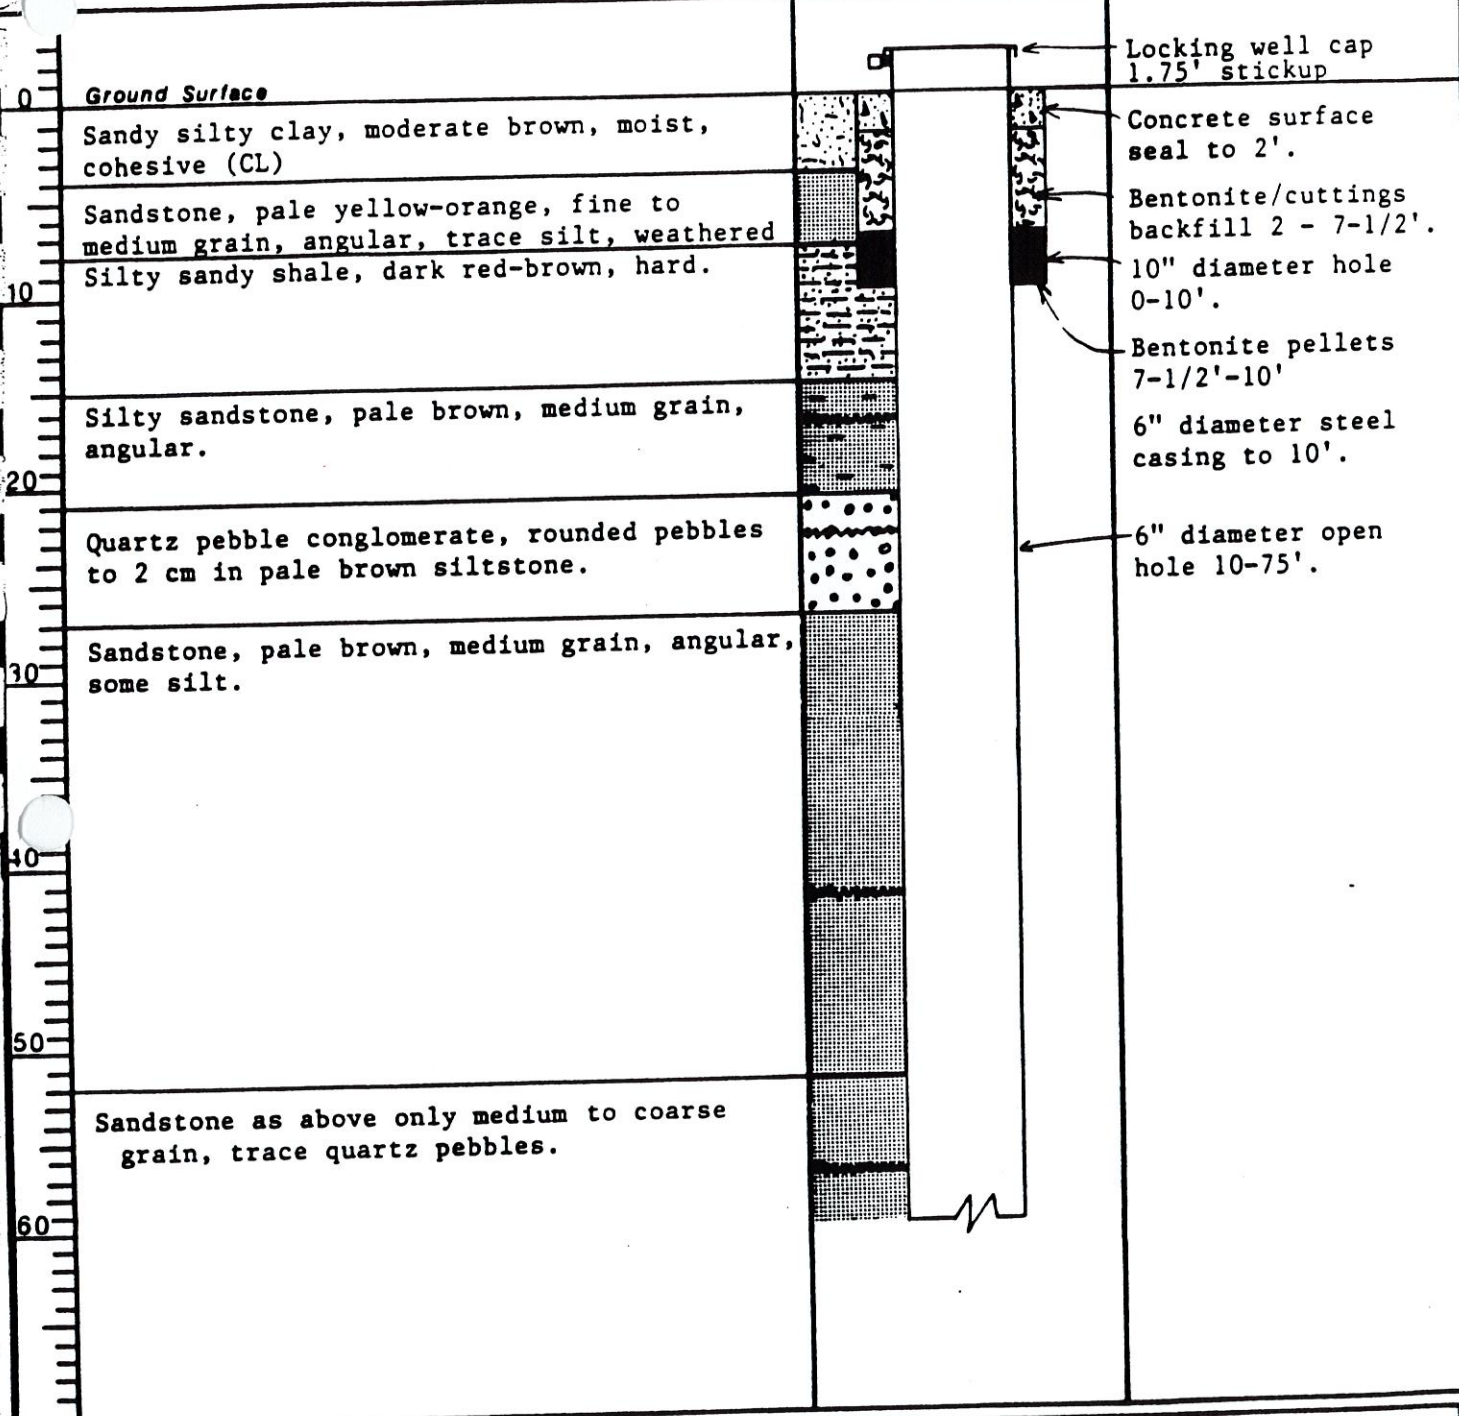 Locking well cap
1.75' stickup
0
Ground Surface
Sandy silty clay, moderate brown, moist,
cohesive (CL)
Concrete surface
seal to 2'.
Sandstone, pale yellow-orange, fine to
medium grain, angular, trace silt, weathered
Bentonite/cuttings
backfill 2 - 7-1/2'.
Silty sandy shale, dark red-brown, hard.
10" diameter hole
0-10'.
10
Bentonite pellets
7-1/2'-10'
Silty sandstone, pale brown, medium grain,
angular.
6" diameter steel
casing to 10'.
20
Quartz pebble conglomerate, rounded pebbles
to 2 cm in pale brown siltstone.
6" diameter open
hole 10-75'.
Sandstone, pale brown, medium grain, angular,
some silt.
30
40
50
Sandstone as above only medium to coarse
grain, trace quartz pebbles.
60